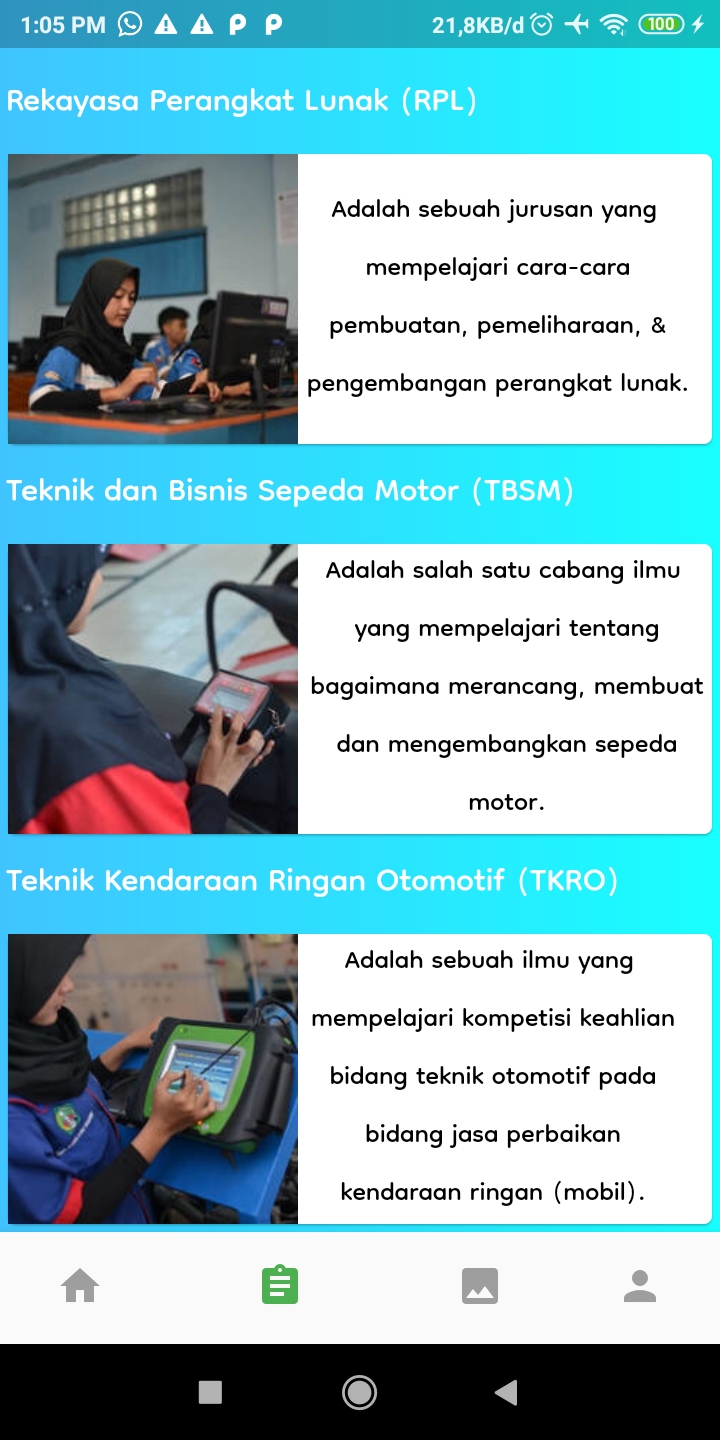 1:05 PM 21,8KB/d 100
Rekayasa Perangkat Lunak (RPL)
Adalah sebuah jurusan yang
mempelajari cara-cara
pembuatan, pemeliharaan, &
pengembangan perangkat lunak.
Teknik dan Bisnis Sepeda Motor (TBSM)
Adalah salah satu cabang ilmu
yang mempelajari tentang
bagaimana merancang, membuat
dan mengembangkan sepeda
motor.
Teknik Kendaraan Ringan Otomotif (TKRO)
Adalah sebuah ilmu yang
mempelajari kompetisi keahlian
bidang teknik otomotif pada
bidang jasa perbaikan
kendaraan ringan (mobil).